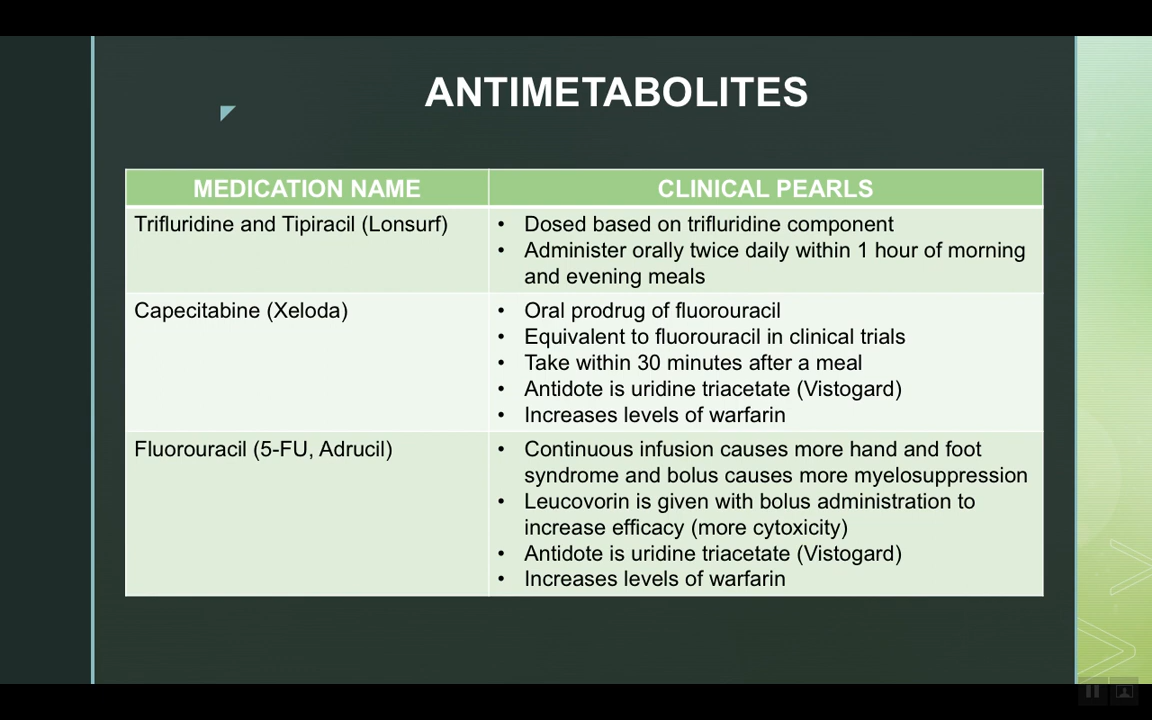 ANTIMETABOLITES
MEDICATION NAME
CLINICAL PEARLS
Trifluridine and Tipiracil (Lonsurf)
• Dosed based on trifluridine component
• Administer orally twice daily within 1 hour of morning
and evening meals
Capecitabine (Xeloda)
• Oral prodrug of fluorouracil
• Equivalent to fluorouracil in clinical trials
• Take within 30 minutes after a meal
• Antidote is uridine triacetate (Vistogard)
• Increases levels of warfarin
Fluorouracil (5-FU, Adrucil)
• Continuous infusion causes more hand and foot
syndrome and bolus causes more myelosuppression
• Leucovorin is given with bolus administration to
increase efficacy (more cytoxicity)
• Antidote is uridine triacetate (Vistogard)
• Increases levels of warfarin